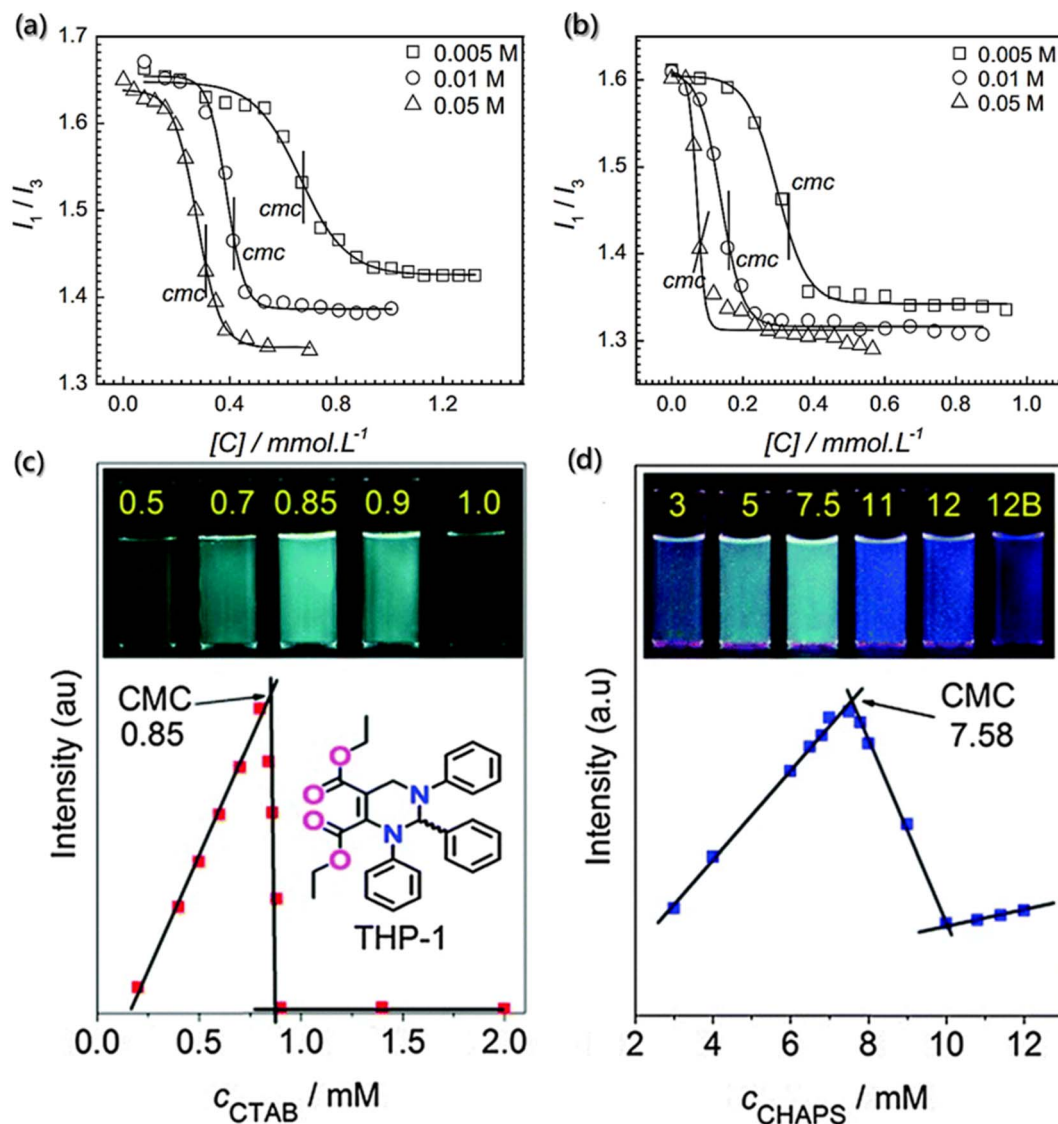 (a)
1.7
1.6
1.5
1.4
1.3
I1 / I3
0.005 M
0.01 M
0.05 M
cmc
cmc
cmc
0.0 0.4 0.8 1.2
[C] / mmol.L-1
(b)
1.6
1.5
1.4
1.3
I1 / I3
0.005 M
0.01 M
0.05 M
cmc
cmc
cmc
0.0 0.2 0.4 0.6 0.8 1.0
[C] / mmol.L-1
(c)
0.5 0.7 0.85 0.9 1.0
Intensity (au)
CMC
0.85
O
O
O
O
N
N
THP-1
0.0 0.5 1.0 1.5 2.0
cCTAB / mM
(d)
3 5 7.5 11 12 12B
Intensity (a.u)
CMC
7.58
2 4 6 8 10 12
cCHAPS / mM